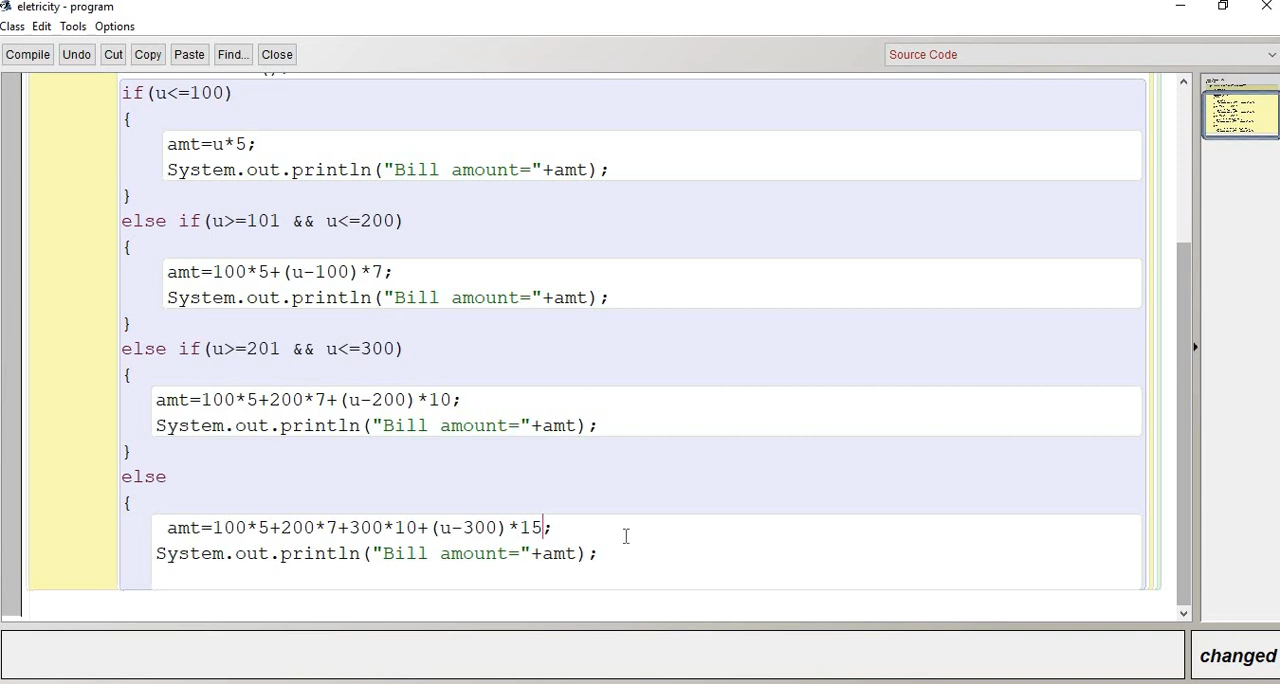 eletricity - program
Class Edit Tools Options
Compile Undo Cut Copy Paste Find... Close Source Code
if(u<=100)
{
amt=u*5;
System.out.println("Bill amount="+amt);
}
else if(u>=101 && u<=200)
{
amt=100*5+(u-100)*7;
System.out.println("Bill amount="+amt);
}
else if(u>=201 && u<=300)
{
amt=100*5+200*7+(u-200)*10;
System.out.println("Bill amount="+amt);
}
else
{
amt=100*5+200*7+300*10+(u-300)*15;
System.out.println("Bill amount="+amt);
changed